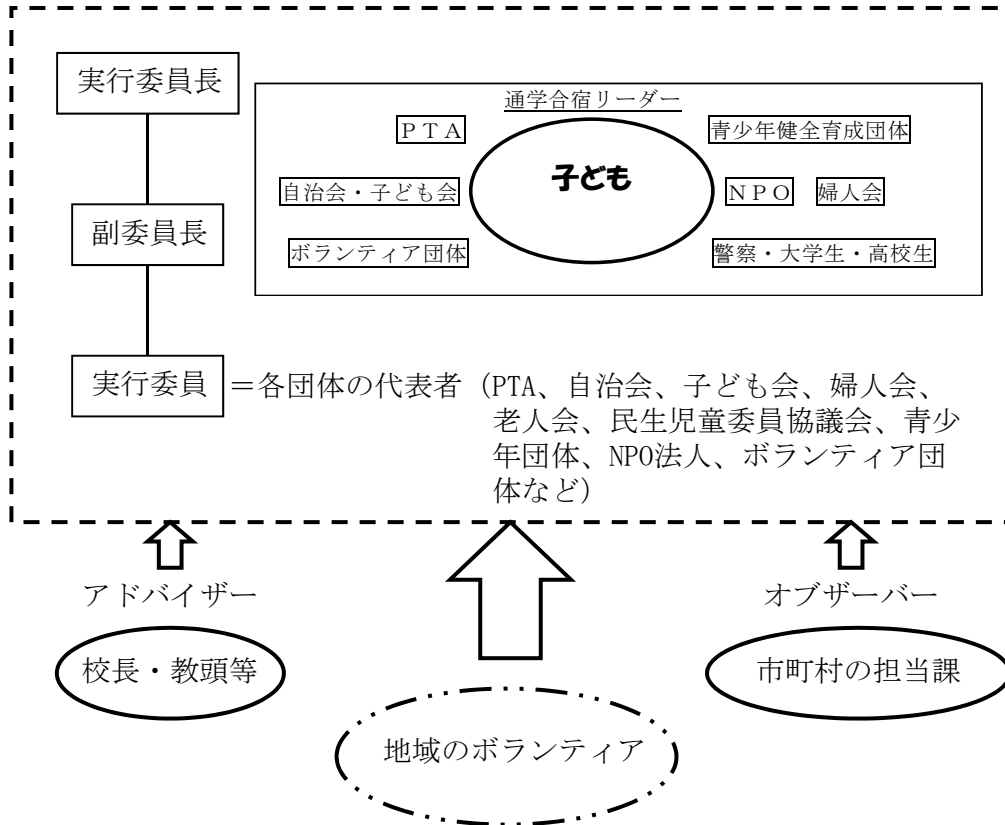 実行委員長
通学合宿リーダー
ＰＴＡ
青少年健全育成団体
子ども
自治会・子ども会
ＮＰＯ
婦人会
副委員長
ボランティア団体
警察・大学生・高校生
実行委員＝各団体の代表者（PTA、自治会、子ども会、婦人会、
老人会、民生児童委員協議会、青少
年団体、NPO法人、ボランティア団
体など）
アドバイザー
オブザーバー
校長・教頭等
市町村の担当課
地域のボランティア